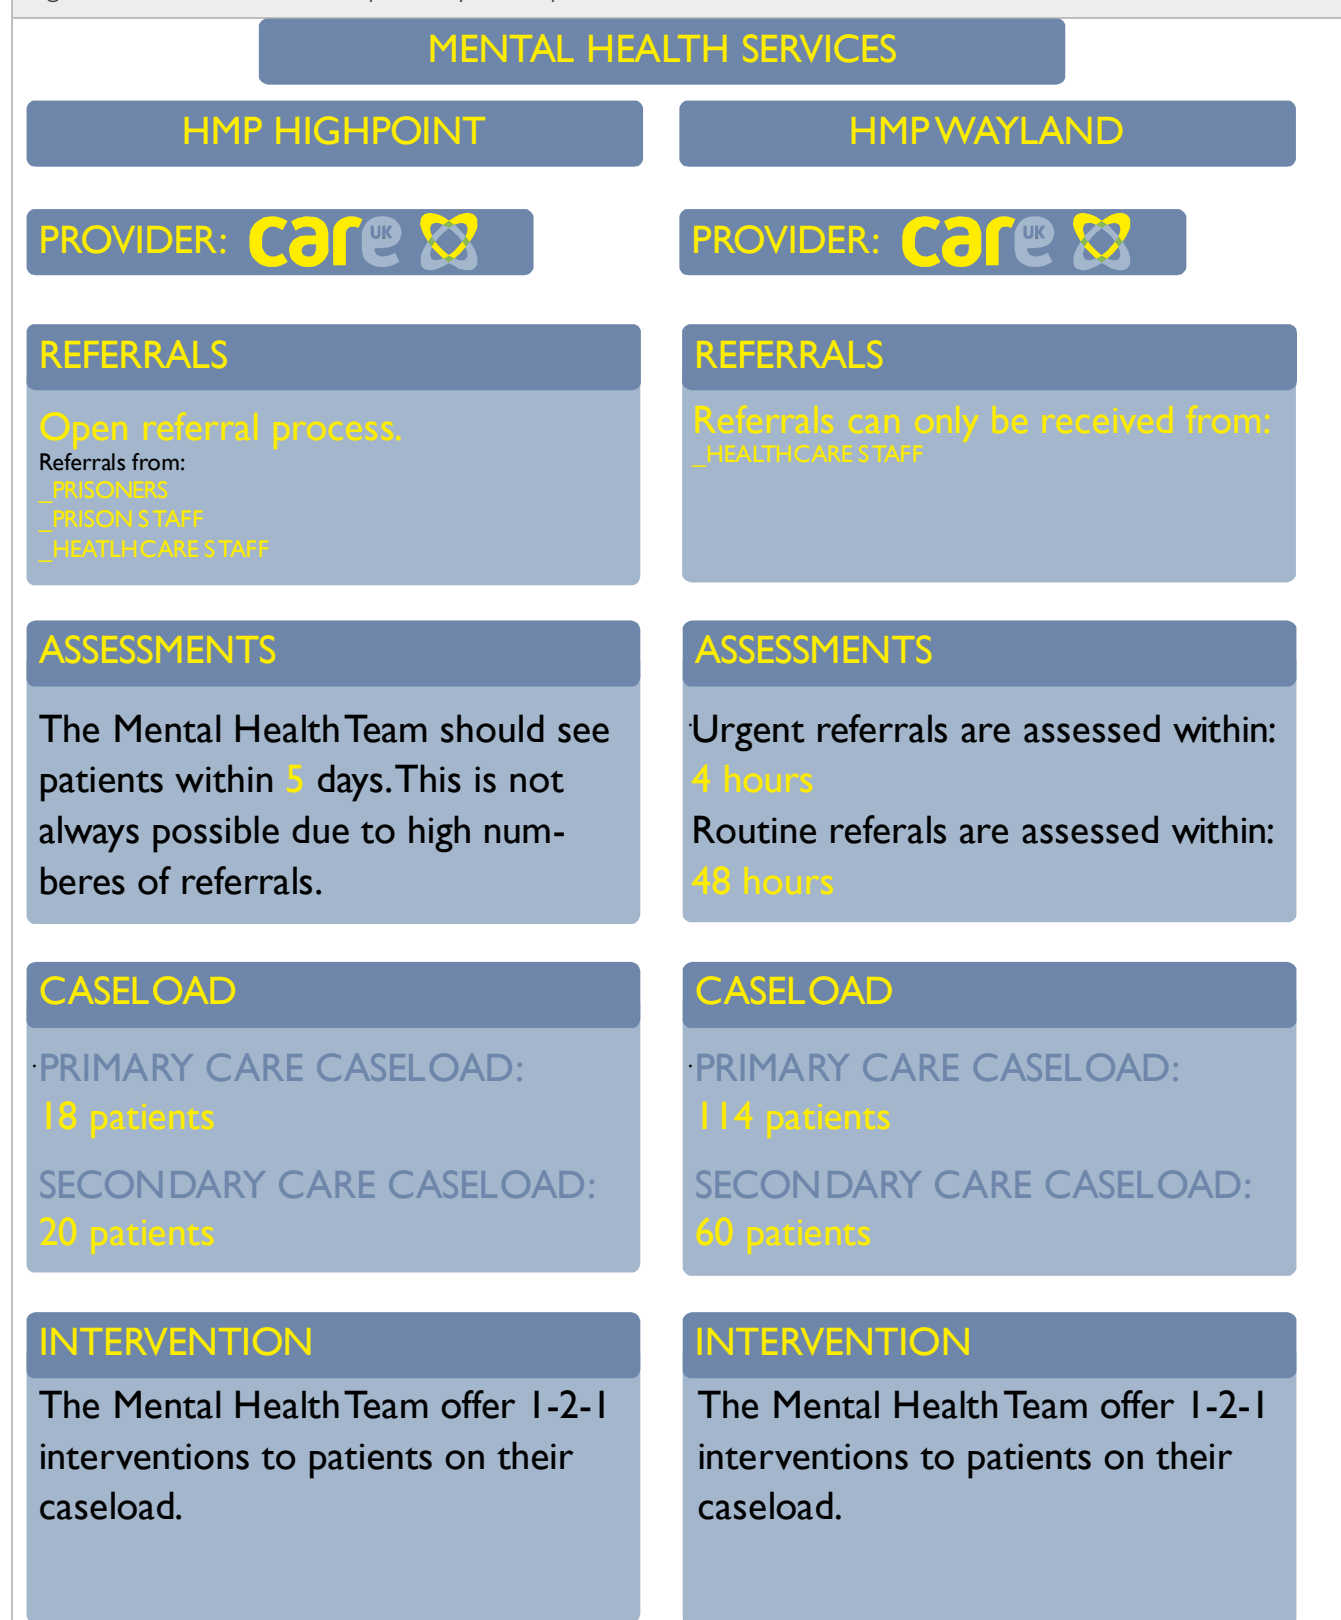 MENTAL HEALTH SERVICES
HMP HIGHPOINT
HMP WAYLAND
PROVIDER: care UK
PROVIDER: care UK
REFERRALS
Open referral process.
Referrals from:
_PRISONERS
_PRISON STAFF
_HEATLHCARE STAFF
REFERRALS
Referrals can only be received from:
_HEALTHCARE STAFF
ASSESSMENTS
The Mental Health Team should see
patients within 5 days. This is not
always possible due to high num-
beres of referrals.
ASSESSMENTS
Urgent referrals are assessed within:
4 hours
Routine referals are assessed within:
48 hours
CASELOAD
PRIMARY CARE CASELOAD:
18 patients
SECONDARY CARE CASELOAD:
20 patients
CASELOAD
PRIMARY CARE CASELOAD:
114 patients
SECONDARY CARE CASELOAD:
60 patients
INTERVENTION
The Mental Health Team offer 1-2-1
interventions to patients on their
caseload.
INTERVENTION
The Mental Health Team offer 1-2-1
interventions to patients on their
caseload.